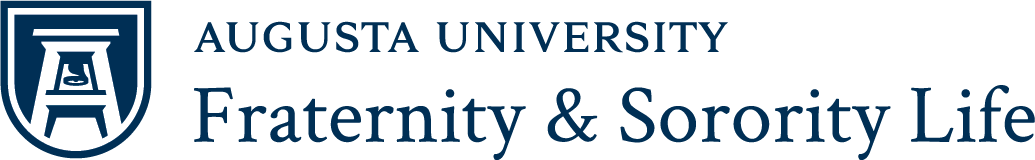 AUGUSTA UNIVERSITY
Fraternity & Sorority Life